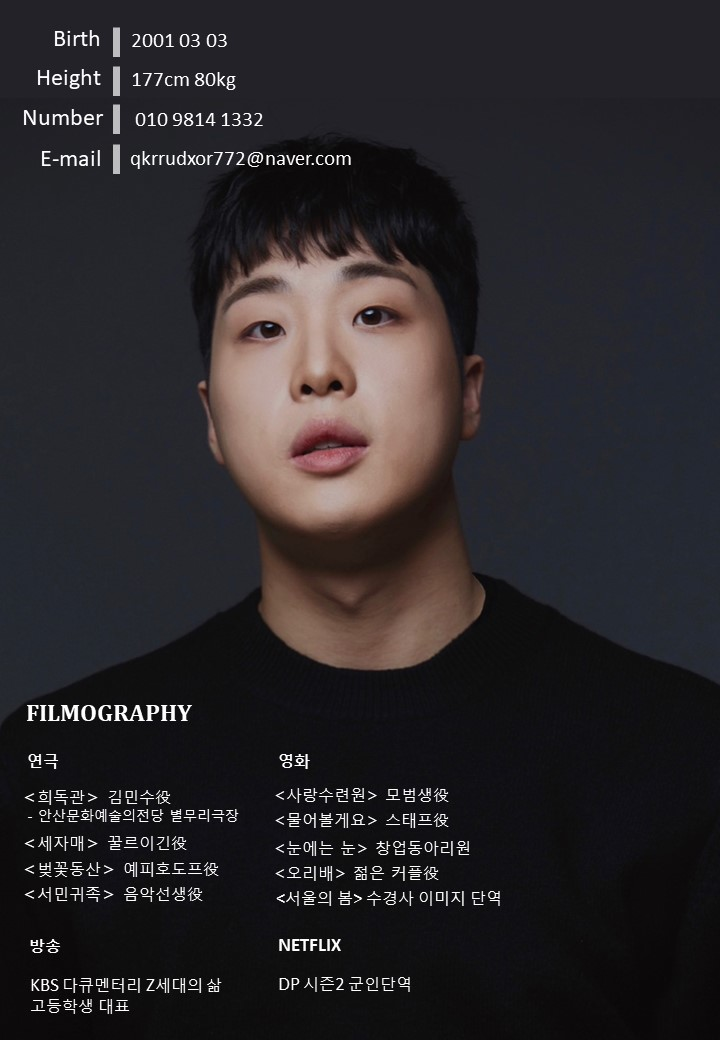 Birth 2001 03 03
Height 177cm 80kg
Number 010 9814 1332
E-mail qkrrudxor772@naver.com
FILMOGRAPHY
연극
<희독관> 김민수役
- 안산문화예술의전당 별무리극장
<세자매> 꿀르이긴役
<벚꽃동산> 예피호도프役
<서민귀족> 음악선생役
영화
<사랑수련원> 모범생役
<물어볼게요> 스태프役
<눈에는 눈> 창업동아리원
<오리배> 젊은 커플役
<서울의 봄> 수경사 이미지 단역
방송
KBS 다큐멘터리 Z세대의 삶
고등학생 대표
NETFLIX
DP 시즌2 군인단역